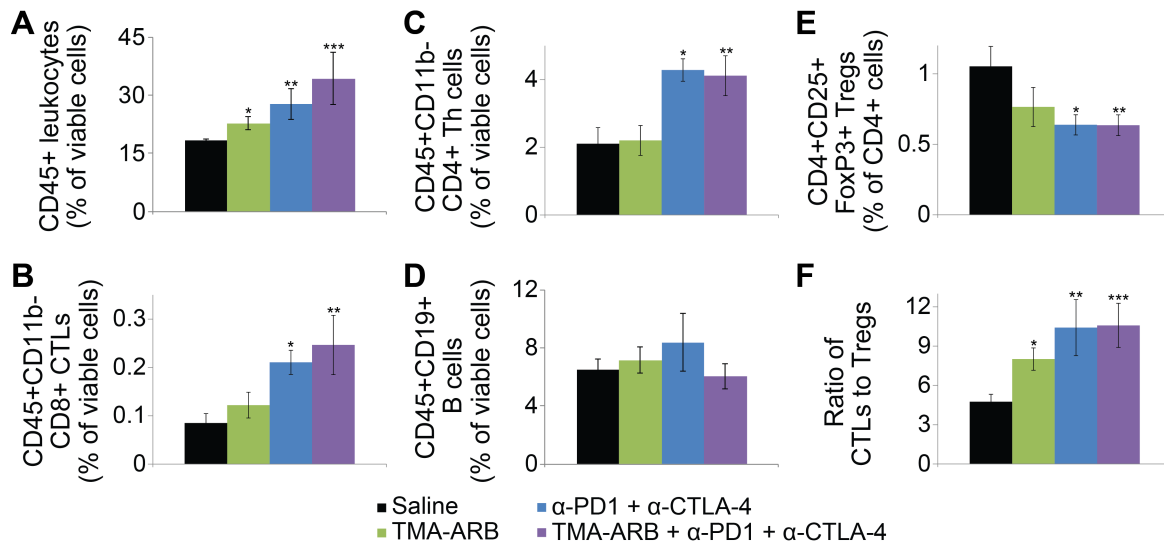 A
CD45+ leukocytes
(% of viable cells)
45
30
15
0
*
**
***
B
CD45+CD11b-
CD8+ CTLs
(% of viable cells)
0.3
0.2
0.1
0
*
**
C
CD45+CD11b-
CD4+ Th cells
(% of viable cells)
4
2
0
*
**
D
CD45+CD19+
B cells
(% of viable cells)
12
8
4
0
E
CD4+CD25+
FoxP3+ Tregs
(% of CD4+ cells)
1
0.5
0
*
**
F
Ratio of
CTLs to Tregs
12
9
6
3
0
*
**
***
Saline
TMA-ARB
α-PD1 + α-CTLA-4
TMA-ARB + α-PD1 + α-CTLA-4